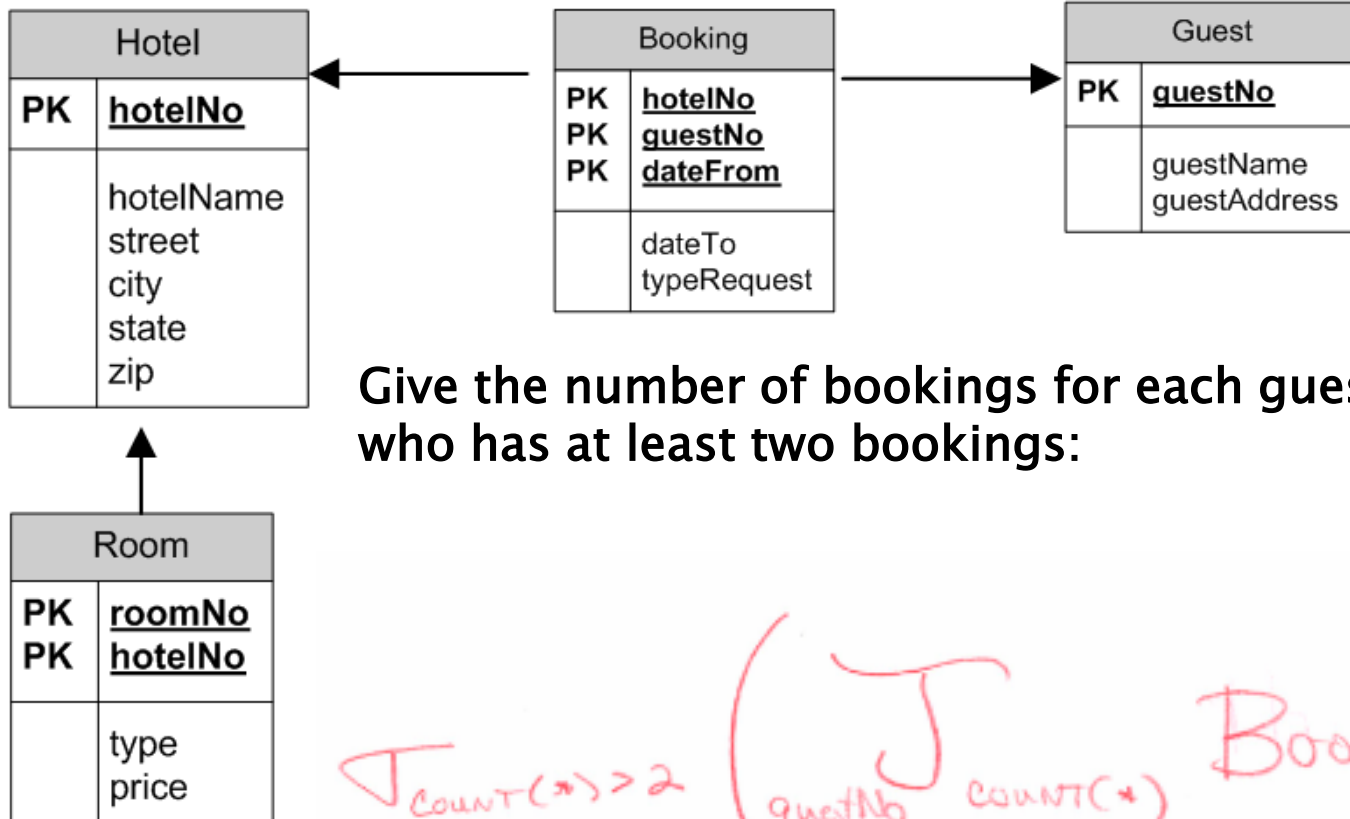 Hotel
PK hotelNo
hotelName
street
city
state
zip
Booking
PK hotelNo
PK guestNo
PK dateFrom
dateTo
typeRequest
Guest
PK guestNo
guestName
guestAddress
Give the number of bookings for each gues
who has at least two bookings:
Room
PK roomNo
PK hotelNo
type
price
σ COUNT(*)>2 ( guestNo ℑ COUNT(*) Boo